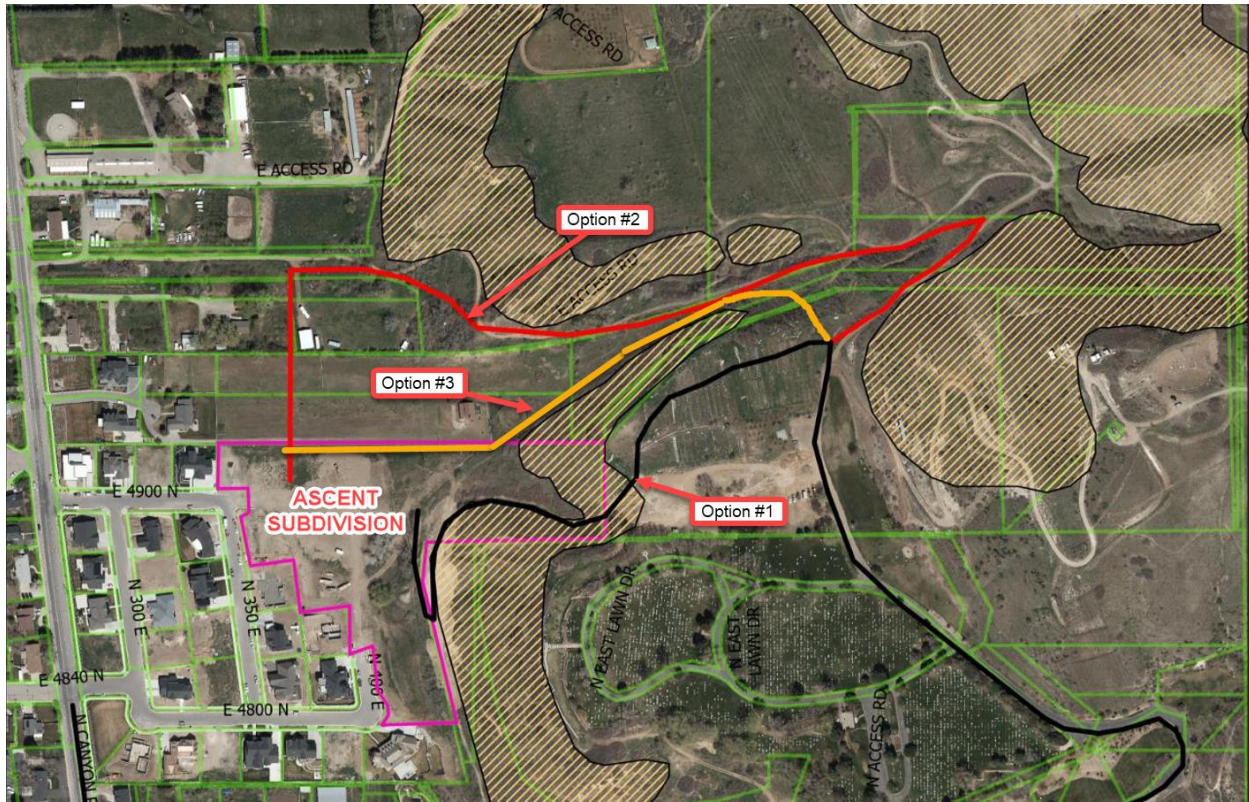 E ACCESS RD
E ACCESS RD
Option #2
E ACCESS RD
Option #3
E 4900 N
ASCENT
SUBDIVISION
Option #1
N 300 E
N 350 E
N EAST LAWN DR
N EAST
LAWN DR
N 400 E
E 4840 N
E 4800 N
N ACCESS RD
N CANYON